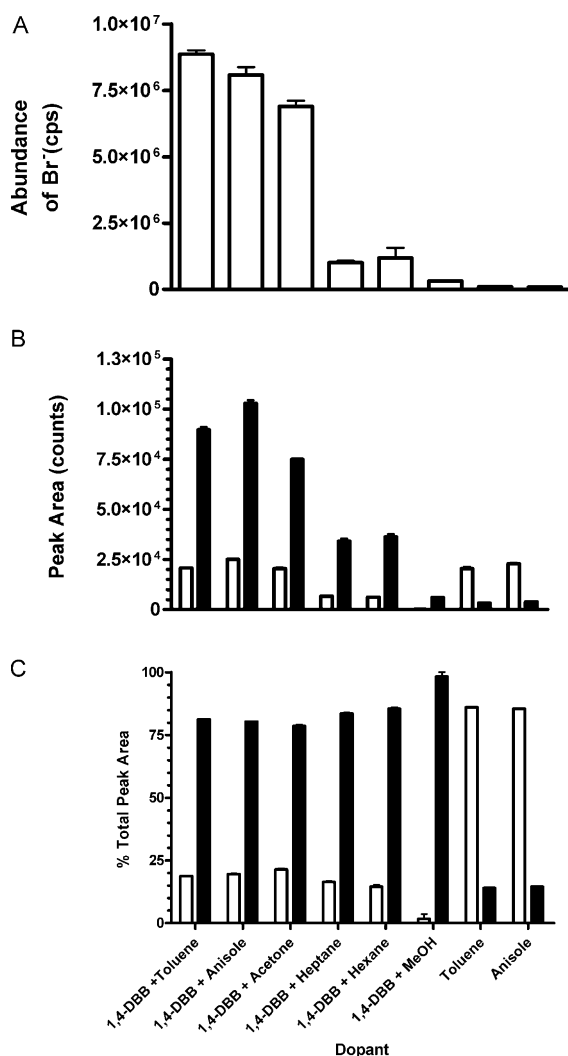 A
Abundance
of Br⁻(cps)
1.0×10⁷
7.5×10⁶
5.0×10⁶
2.5×10⁶
0
B
Peak Area (counts)
1.3×10⁵
1.0×10⁵
7.5×10⁴
5.0×10⁴
2.5×10⁴
0
C
% Total Peak Area
100
75
50
25
0
1,4-DBB +Toluene
1,4-DBB + Anisole
1,4-DBB + Acetone
1,4-DBB + Heptane
1,4-DBB + Hexane
1,4-DBB + MeOH
Toluene
Anisole
Dopant